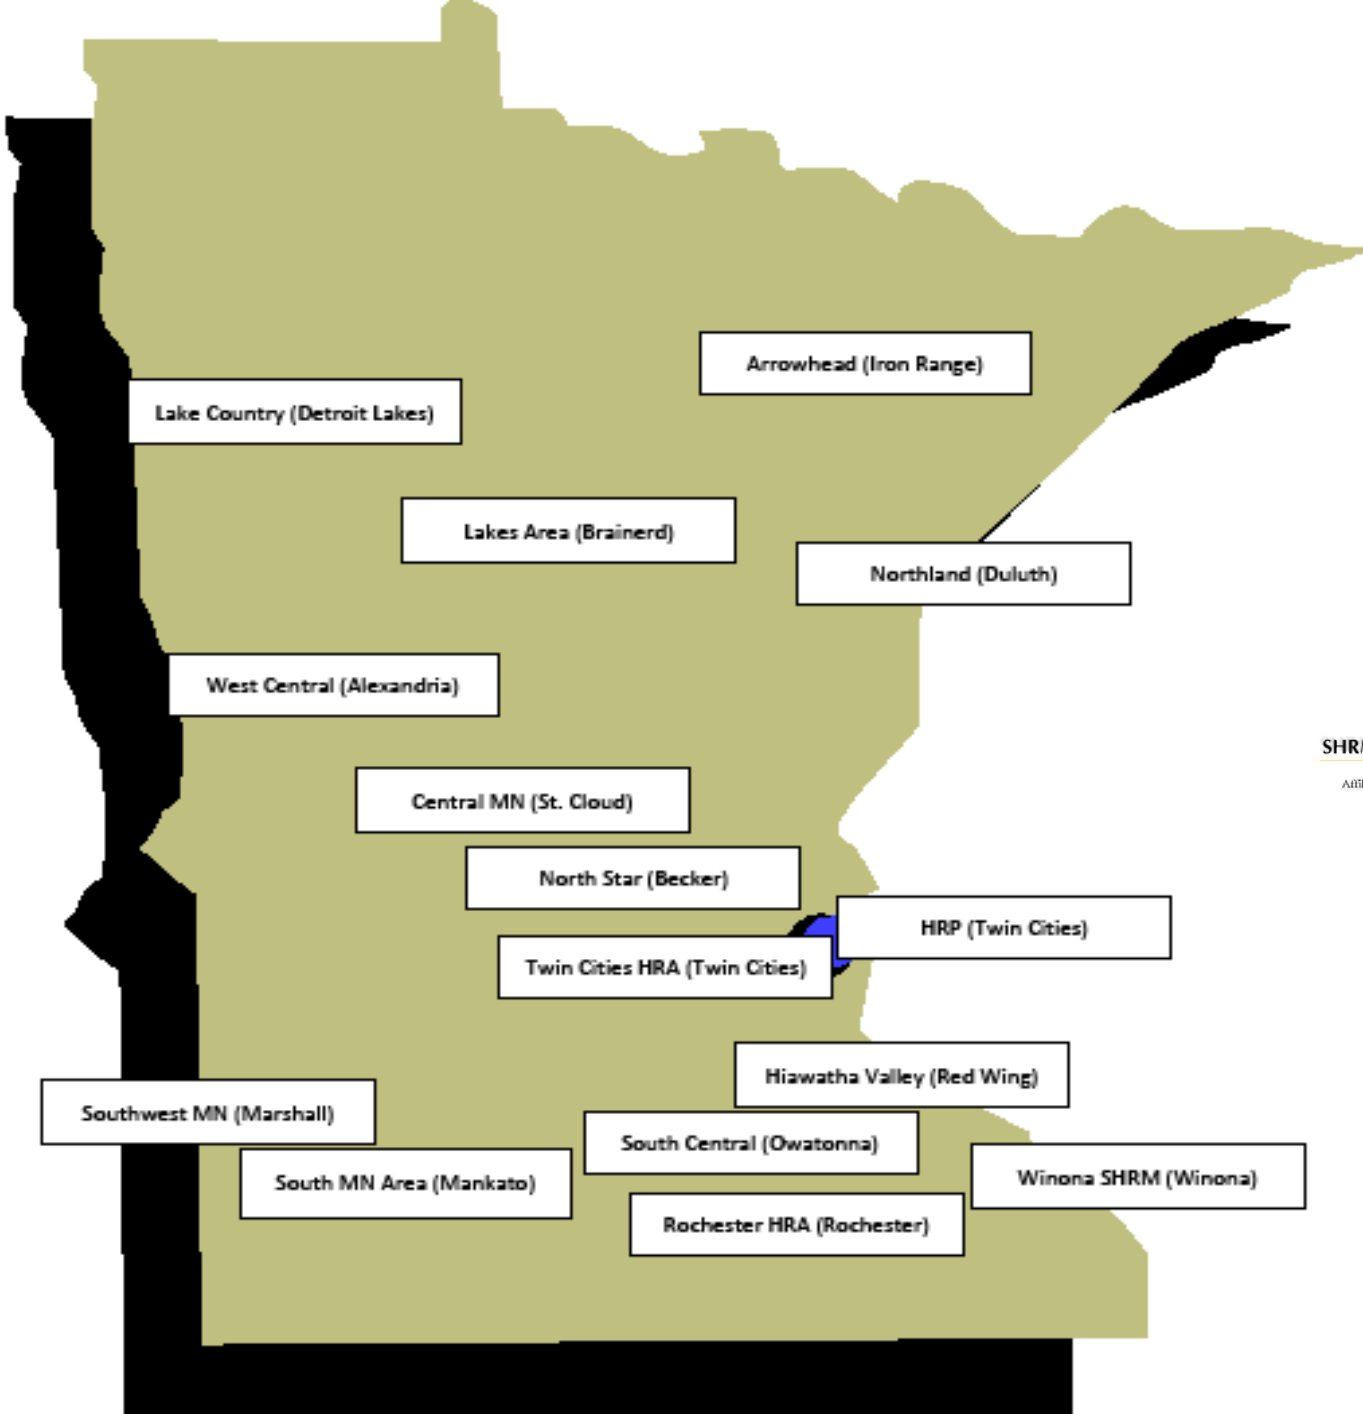 Arrowhead (Iron Range)
Lake Country (Detroit Lakes)
Lakes Area (Brainerd)
Northland (Duluth)
West Central (Alexandria)
Central MN (St. Cloud)
North Star (Becker)
HRP (Twin Cities)
Twin Cities HRA (Twin Cities)
Hiawatha Valley (Red Wing)
Southwest MN (Marshall)
South Central (Owatonna)
South MN Area (Mankato)
Winona SHRM (Winona)
Rochester HRA (Rochester)